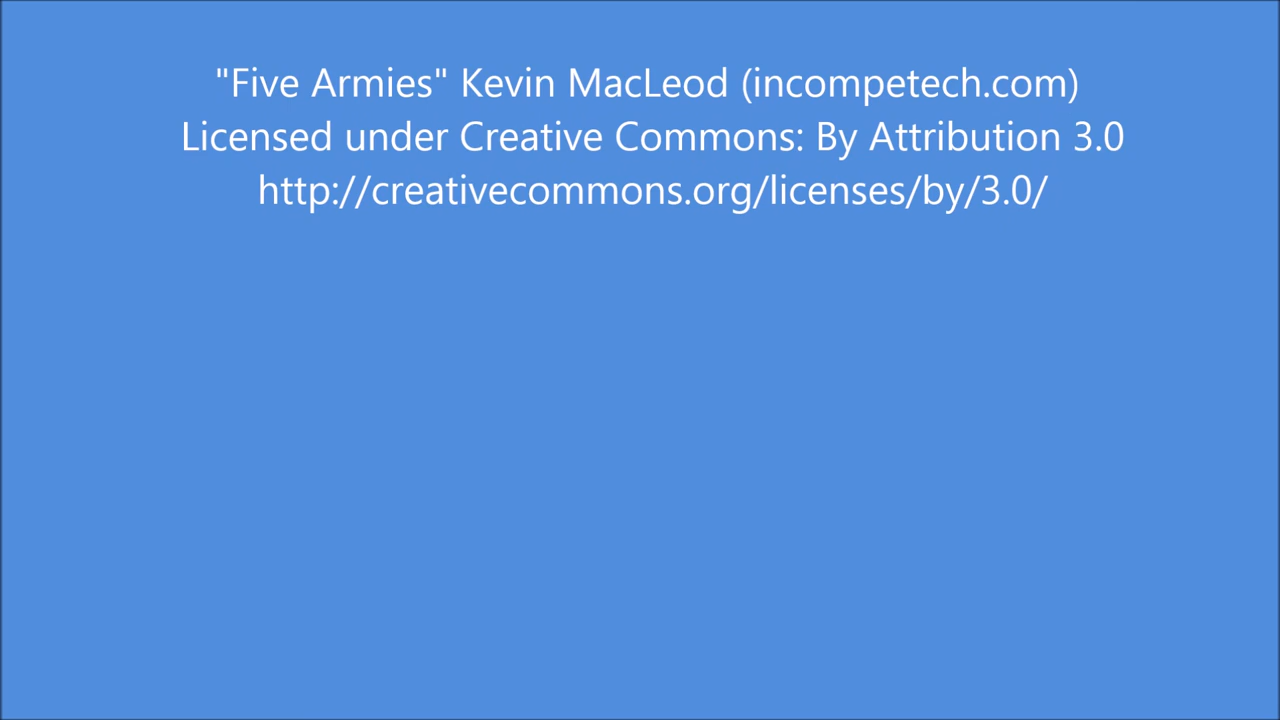 "Five Armies" Kevin MacLeod (incompetech.com)
Licensed under Creative Commons: By Attribution 3.0
http://creativecommons.org/licenses/by/3.0/